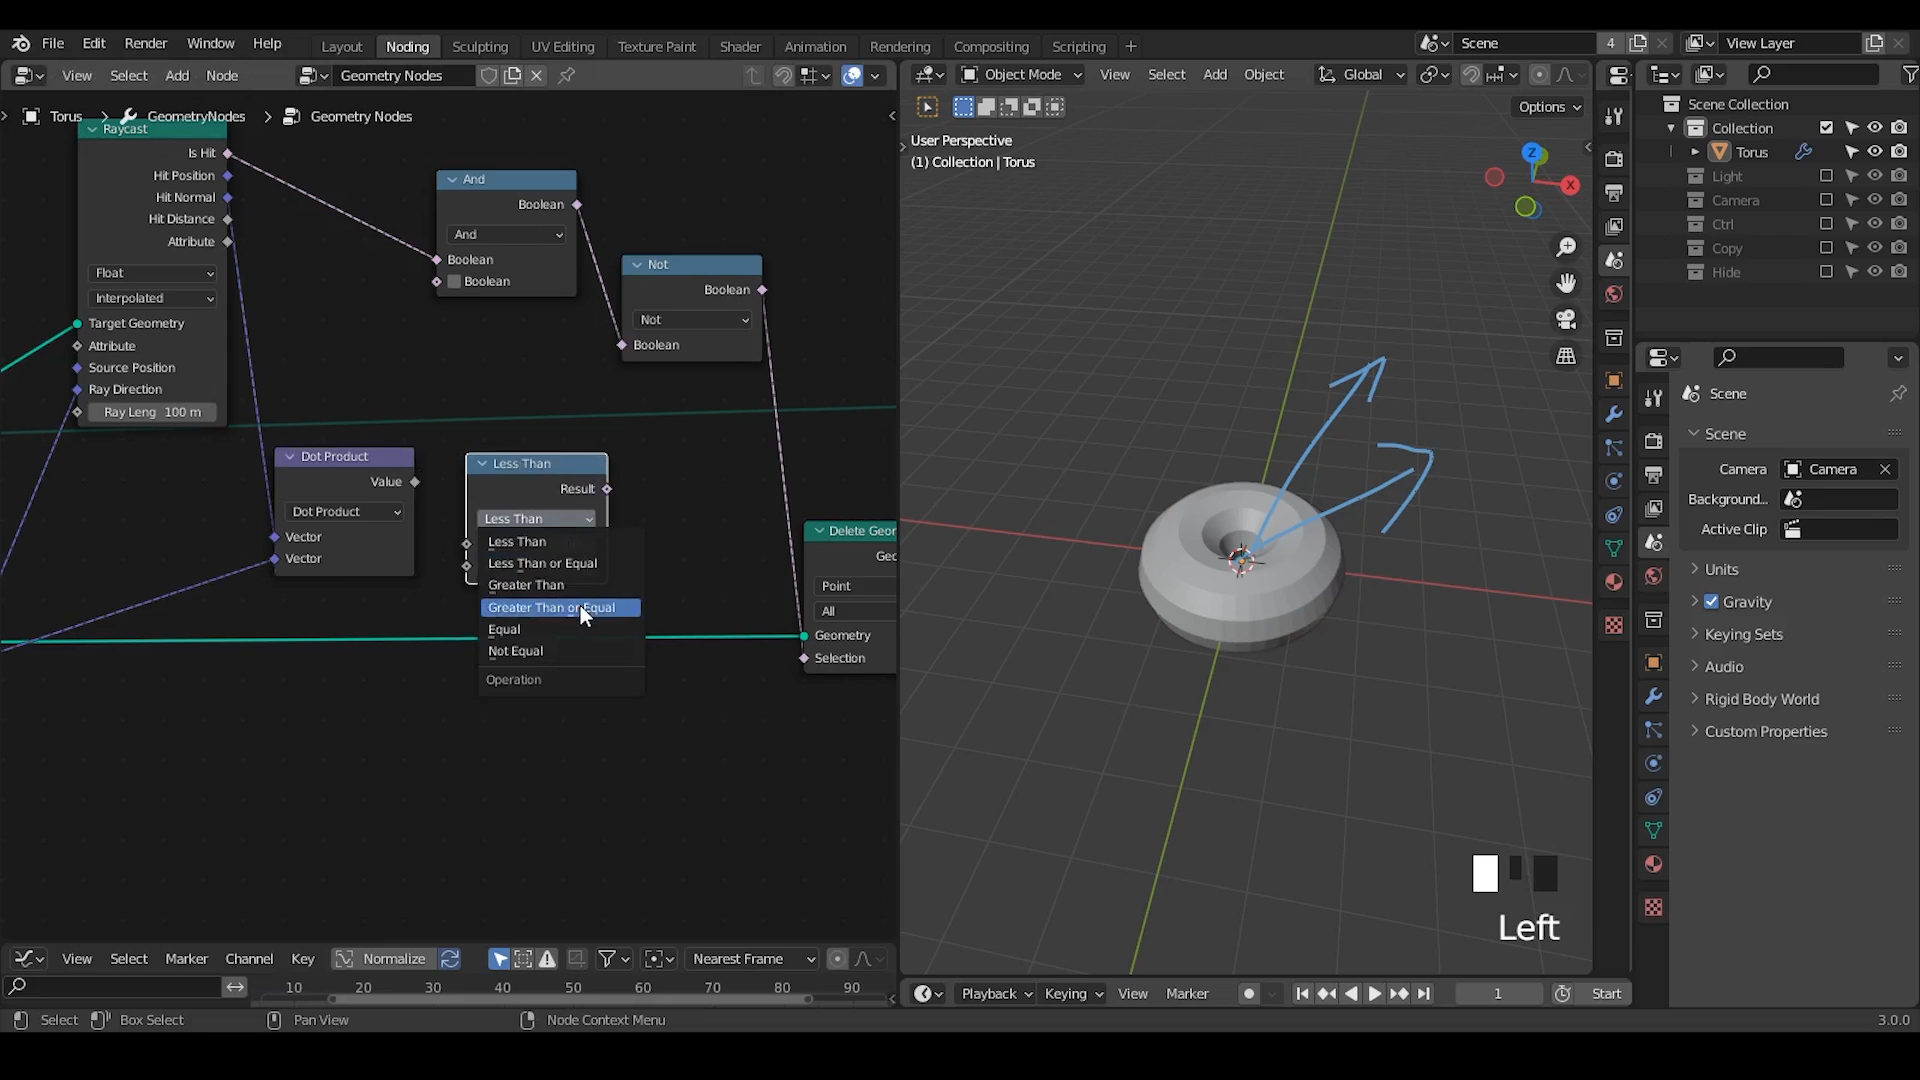 File Edit Render Window Help Layout Noding Sculpting UV Editing Texture Paint Shader Animation Rendering Compositing Scripting + Scene 4 View Layer
View Select Add Node Geometry Nodes
Object Mode View Select Add Object Global
Options
Torus > GeometryNodes > Geometry Nodes
Raycast
Is Hit
Hit Position
Hit Normal
Hit Distance
Attribute
Float
Interpolated
Target Geometry
Attribute
Source Position
Ray Direction
Ray Leng 100 m
And
Boolean
And
Boolean
Boolean
Not
Boolean
Not
Boolean
Dot Product
Value
Dot Product
Vector
Vector
Less Than
Result
Less Than
Less Than
Less Than or Equal
Greater Than
Greater Than or Equal
Equal
Not Equal
Operation
Delete Geor
Geo
Point
All
Geometry
Selection
User Perspective
(1) Collection | Torus
Z
X
Left
Scene Collection
Collection
Torus
Light
Camera
Ctrl
Copy
Hide
Scene
Scene
Camera Camera
Background...
Active Clip
Units
Gravity
Keying Sets
Audio
Rigid Body World
Custom Properties
View Select Marker Channel Key Normalize Nearest Frame
10 20 30 40 50 60 70 80 90
Playback Keying View Marker 1 Start
Select Box Select Pan View Node Context Menu 3.0.0